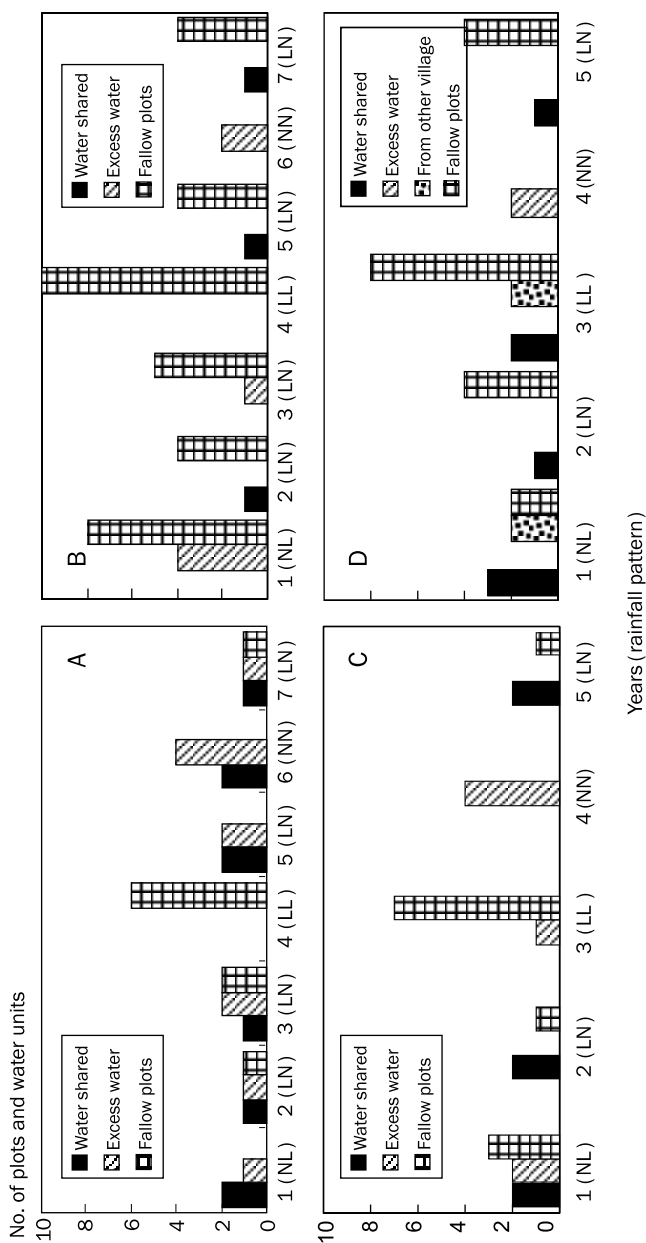 No. of plots and water units
10
8
6
4
2
0
A
Water shared
Excess water
Fallow plots
1 (NL) 2 (LN) 3 (LN) 4 (LL) 5 (LN) 6 (NN) 7 (LN)
B
Water shared
Excess water
Fallow plots
1 (NL) 2 (LN) 3 (LN) 4 (LL) 5 (LN) 6 (NN) 7 (LN)
10
8
6
4
2
0
C
Water shared
Excess water
Fallow plots
1 (NL) 2 (LN) 3 (LL) 4 (NN) 5 (LN)
D
Water shared
Excess water
From other village
Fallow plots
1 (NL) 2 (LN) 3 (LL) 4 (NN) 5 (LN)
Years (rainfall pattern)